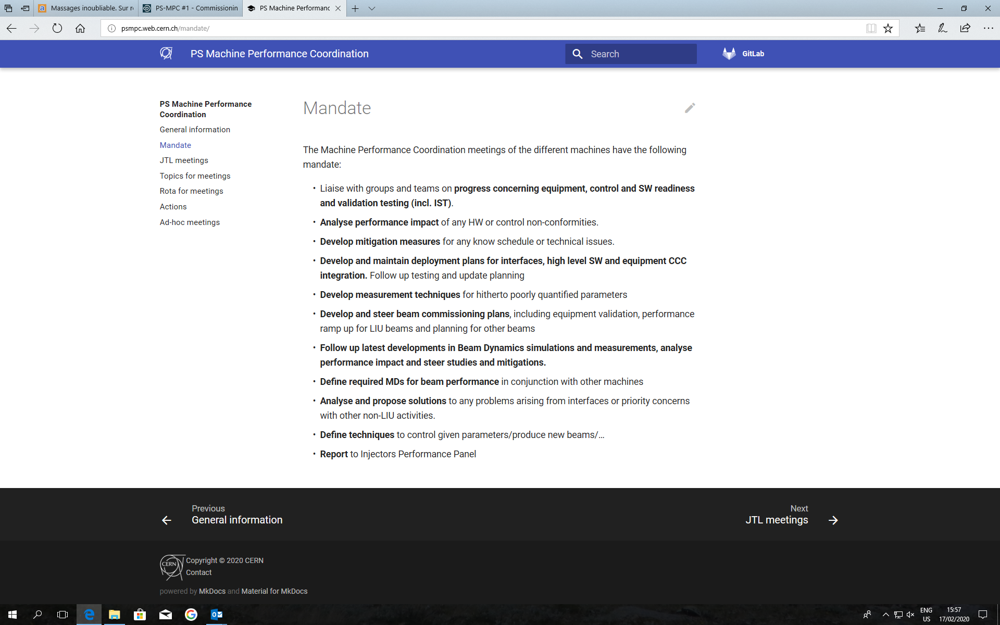 Massages inoubliable. Sur r
PS-MPC #1 - Commissionin
PS Machine Performanc
psmpc.web.cern.ch/mandate/
PS Machine Performance Coordination
Search
GitLab
PS Machine Performance
Coordination
General information
Mandate
JTL meetings
Topics for meetings
Rota for meetings
Actions
Ad-hoc meetings
Mandate
The Machine Performance Coordination meetings of the different machines have the following
mandate:
• Liaise with groups and teams on progress concerning equipment, control and SW readiness
and validation testing (incl. IST).
• Analyse performance impact of any HW or control non-conformities.
• Develop mitigation measures for any know schedule or technical issues.
• Develop and maintain deployment plans for interfaces, high level SW and equipment CCC
integration. Follow up testing and update planning
• Develop measurement techniques for hitherto poorly quantified parameters
• Develop and steer beam commissioning plans, including equipment validation, performance
ramp up for LIU beams and planning for other beams
• Follow up latest developments in Beam Dynamics simulations and measurements, analyse
performance impact and steer studies and mitigations.
• Define required MDs for beam performance in conjunction with other machines
• Analyse and propose solutions to any problems arising from interfaces or priority concerns
with other non-LIU activities.
• Define techniques to control given parameters/produce new beams/…
• Report to Injectors Performance Panel
Previous
General information
Next
JTL meetings
CERN
Copyright © 2020 CERN
Contact
powered by MkDocs and Material for MkDocs
ENG
US
15:57
17/02/2020